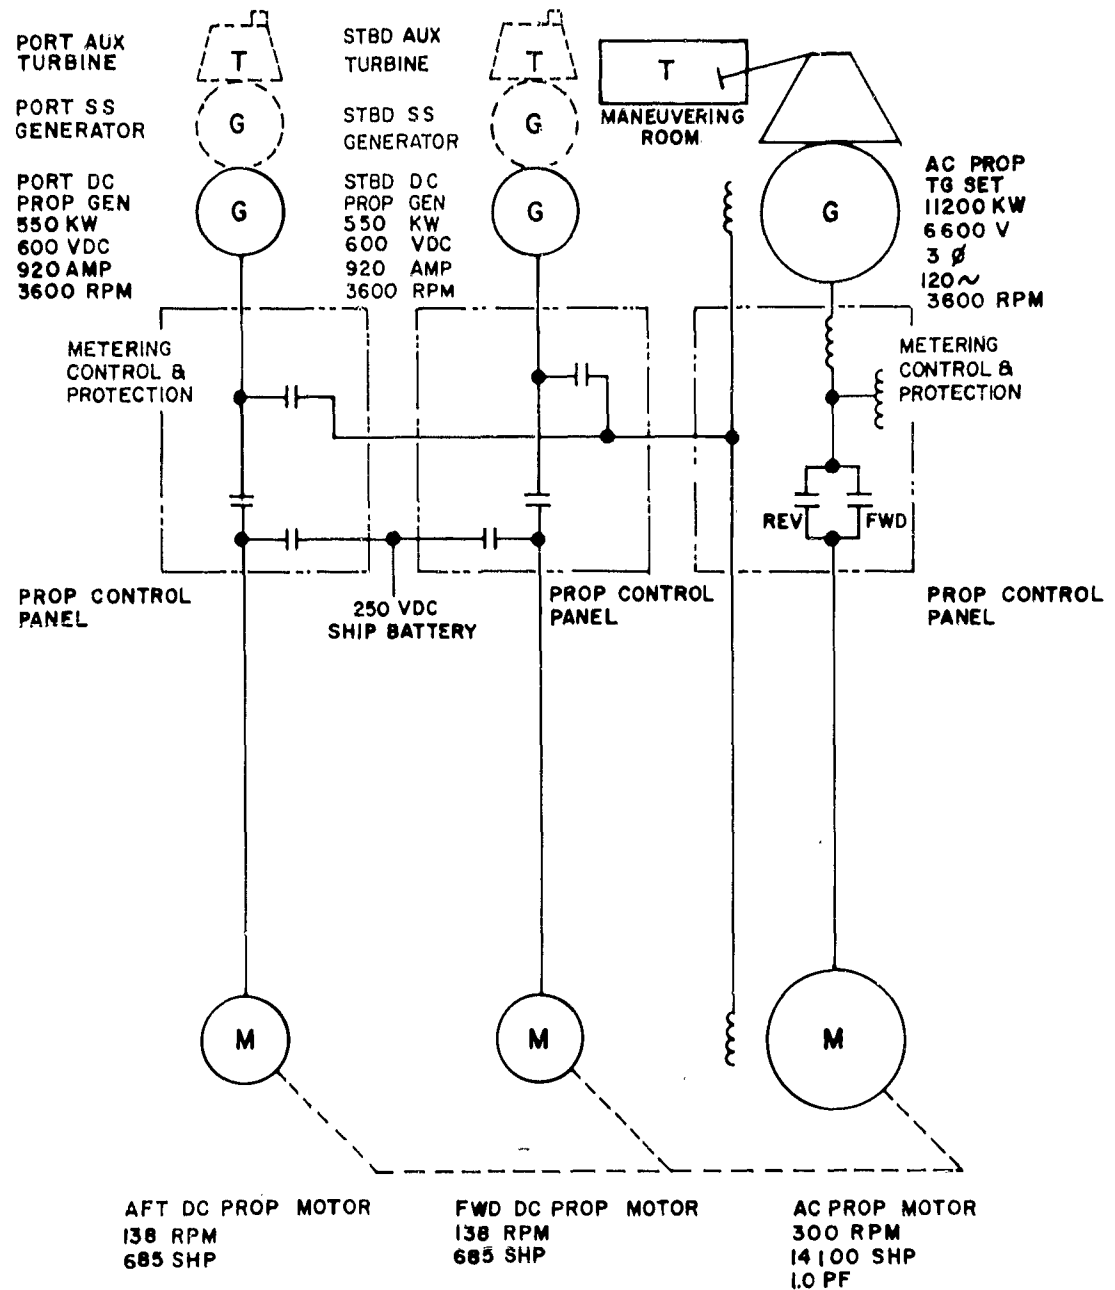 PORT AUX
TURBINE
T
PORT SS
GENERATOR
G
PORT DC
PROP GEN
550 KW
600 VDC
920 AMP
3600 RPM
G
STBD AUX
TURBINE
T
STBD SS
GENERATOR
G
STBD DC
PROP GEN
550 KW
600 VDC
920 AMP
3600 RPM
G
T
MANEUVERING
ROOM
G
AC PROP
TG SET
11200 KW
6600 V
3 Ø
120~
3600 RPM
METERING
CONTROL &
PROTECTION
METERING
CONTROL &
PROTECTION
REV
FWD
PROP CONTROL
PANEL
250 VDC
SHIP BATTERY
PROP CONTROL
PANEL
PROP CONTROL
PANEL
M
M
M
AFT DC PROP MOTOR
138 RPM
685 SHP
FWD DC PROP MOTOR
138 RPM
685 SHP
AC PROP MOTOR
300 RPM
14100 SHP
1.0 PF